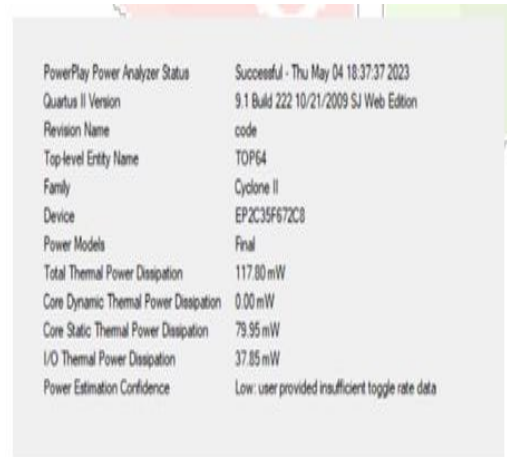 PowerPlay Power Analyzer Status Successful - Thu May 04 18:37:37 2023
Quartus II Version 9.1 Build 222 10/21/2009 SJ Web Edition
Revision Name code
Top-level Entity Name TOP64
Family Cyclone II
Device EP2C35F672C8
Power Models Final
Total Thermal Power Dissipation 117.80 mW
Core Dynamic Thermal Power Dissipation 0.00 mW
Core Static Thermal Power Dissipation 79.95 mW
I/O Thermal Power Dissipation 37.85 mW
Power Estimation Confidence Low: user provided insufficient toggle rate data